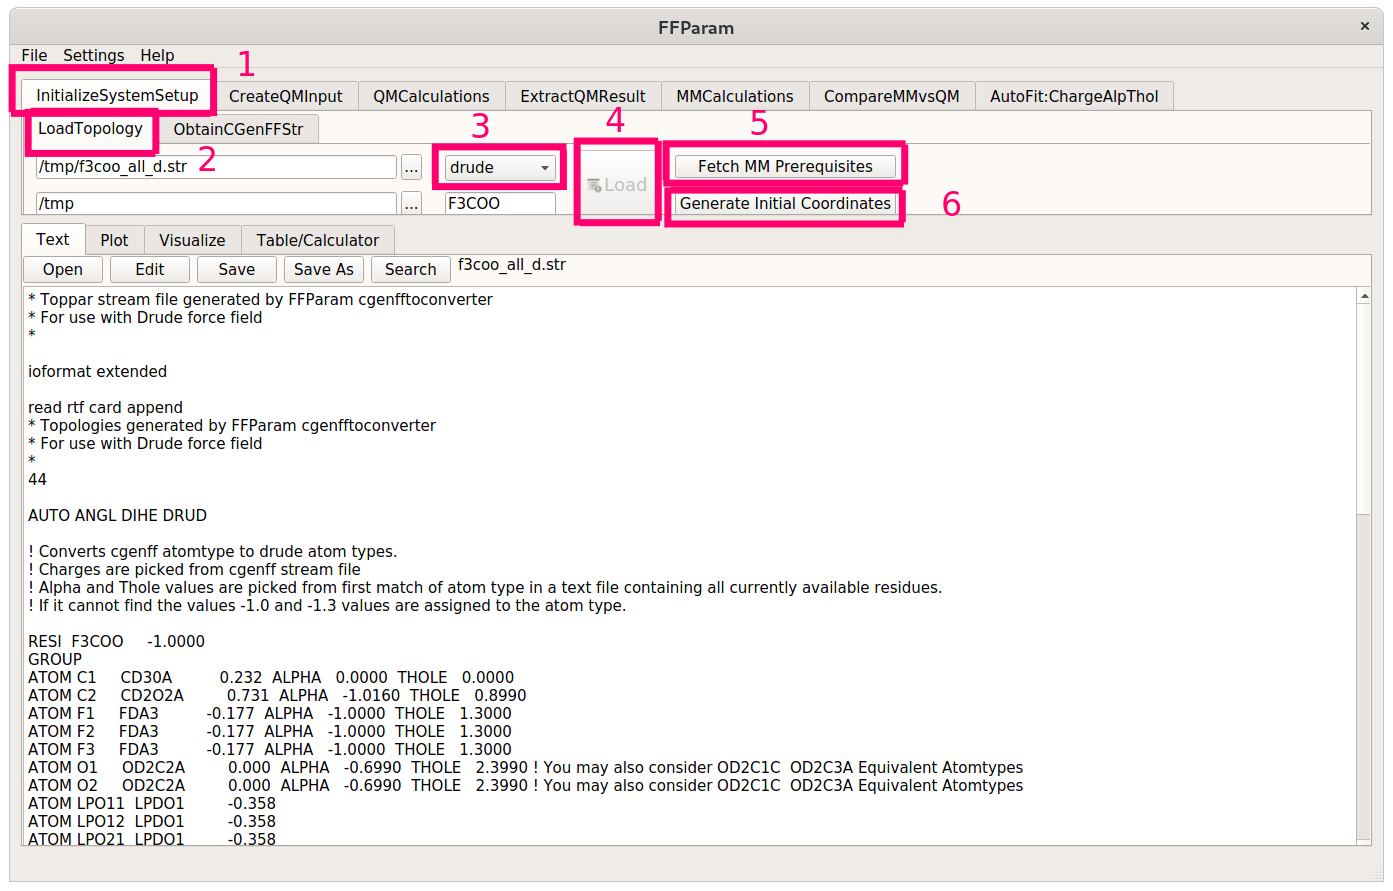 FFParam
×
File Settings Help
1
InitializeSystemSetup CreateQMInput QMCalculations ExtractQMResult MMCalculations CompareMMvsQM AutoFit:ChargeAlpThol
LoadTopology ObtainCGenFFStr
2 3 4 5
/tmp/f3coo_all_d.str ... drude Load Fetch MM Prerequisites
/tmp ... F3COO Generate Initial Coordinates 6
Text Plot Visualize Table/Calculator
Open Edit Save Save As Search f3coo_all_d.str
* Toppar stream file generated by FFParam cgenfftoconverter
* For use with Drude force field
*
ioformat extended
read rtf card append
* Topologies generated by FFParam cgenfftoconverter
* For use with Drude force field
*
44
AUTO ANGL DIHE DRUD
! Converts cgenff atomtype to drude atom types.
! Charges are picked from cgenff stream file
! Alpha and Thole values are picked from first match of atom type in a text file containing all currently available residues.
! If it cannot find the values -1.0 and -1.3 values are assigned to the atom type.
RESI F3COO -1.0000
GROUP
ATOM C1 CD30A 0.232 ALPHA 0.0000 THOLE 0.0000
ATOM C2 CD2O2A 0.731 ALPHA -1.0160 THOLE 0.8990
ATOM F1 FDA3 -0.177 ALPHA -1.0000 THOLE 1.3000
ATOM F2 FDA3 -0.177 ALPHA -1.0000 THOLE 1.3000
ATOM F3 FDA3 -0.177 ALPHA -1.0000 THOLE 1.3000
ATOM O1 OD2C2A 0.000 ALPHA -0.6990 THOLE 2.3990 ! You may also consider OD2C1C OD2C3A Equivalent Atomtypes
ATOM O2 OD2C2A 0.000 ALPHA -0.6990 THOLE 2.3990 ! You may also consider OD2C1C OD2C3A Equivalent Atomtypes
ATOM LPO11 LPDO1 -0.358
ATOM LPO12 LPDO1 -0.358
ATOM LPO21 LPDO1 -0.358